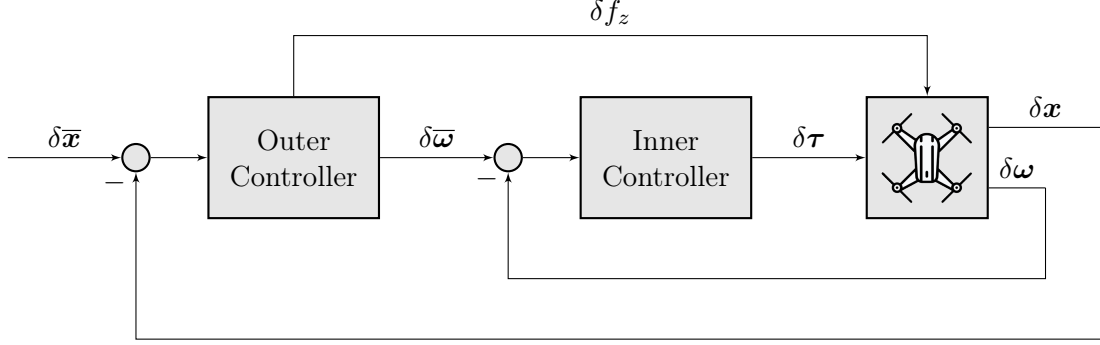 δf_z
δx̅
Outer
Controller
δω̅
Inner
Controller
δτ
δx
δω
−
−